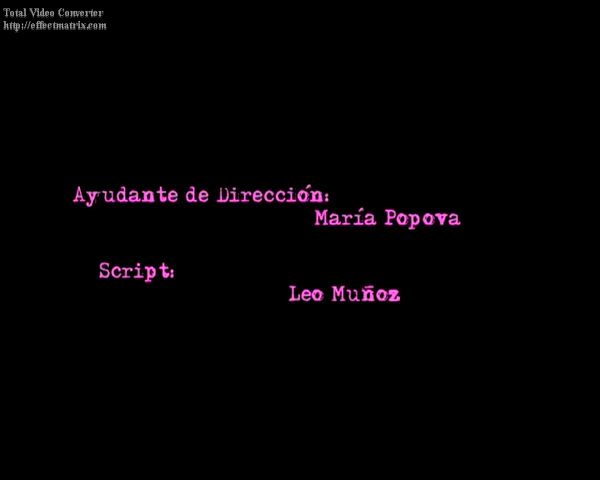 Total Video Converter
http://effectmatrix.com
Ayudante de Dirección:
María Popova
Script:
Leo Muñoz